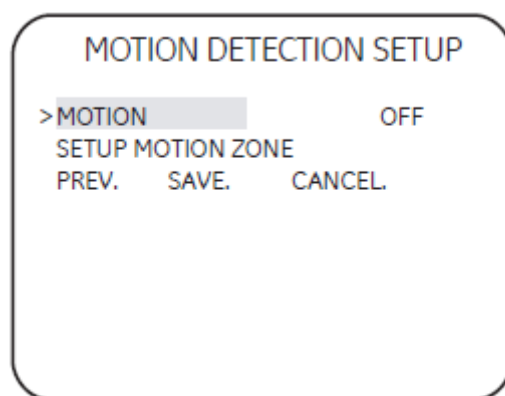 MOTION DETECTION SETUP
>MOTION OFF
SETUP MOTION ZONE
PREV. SAVE. CANCEL.